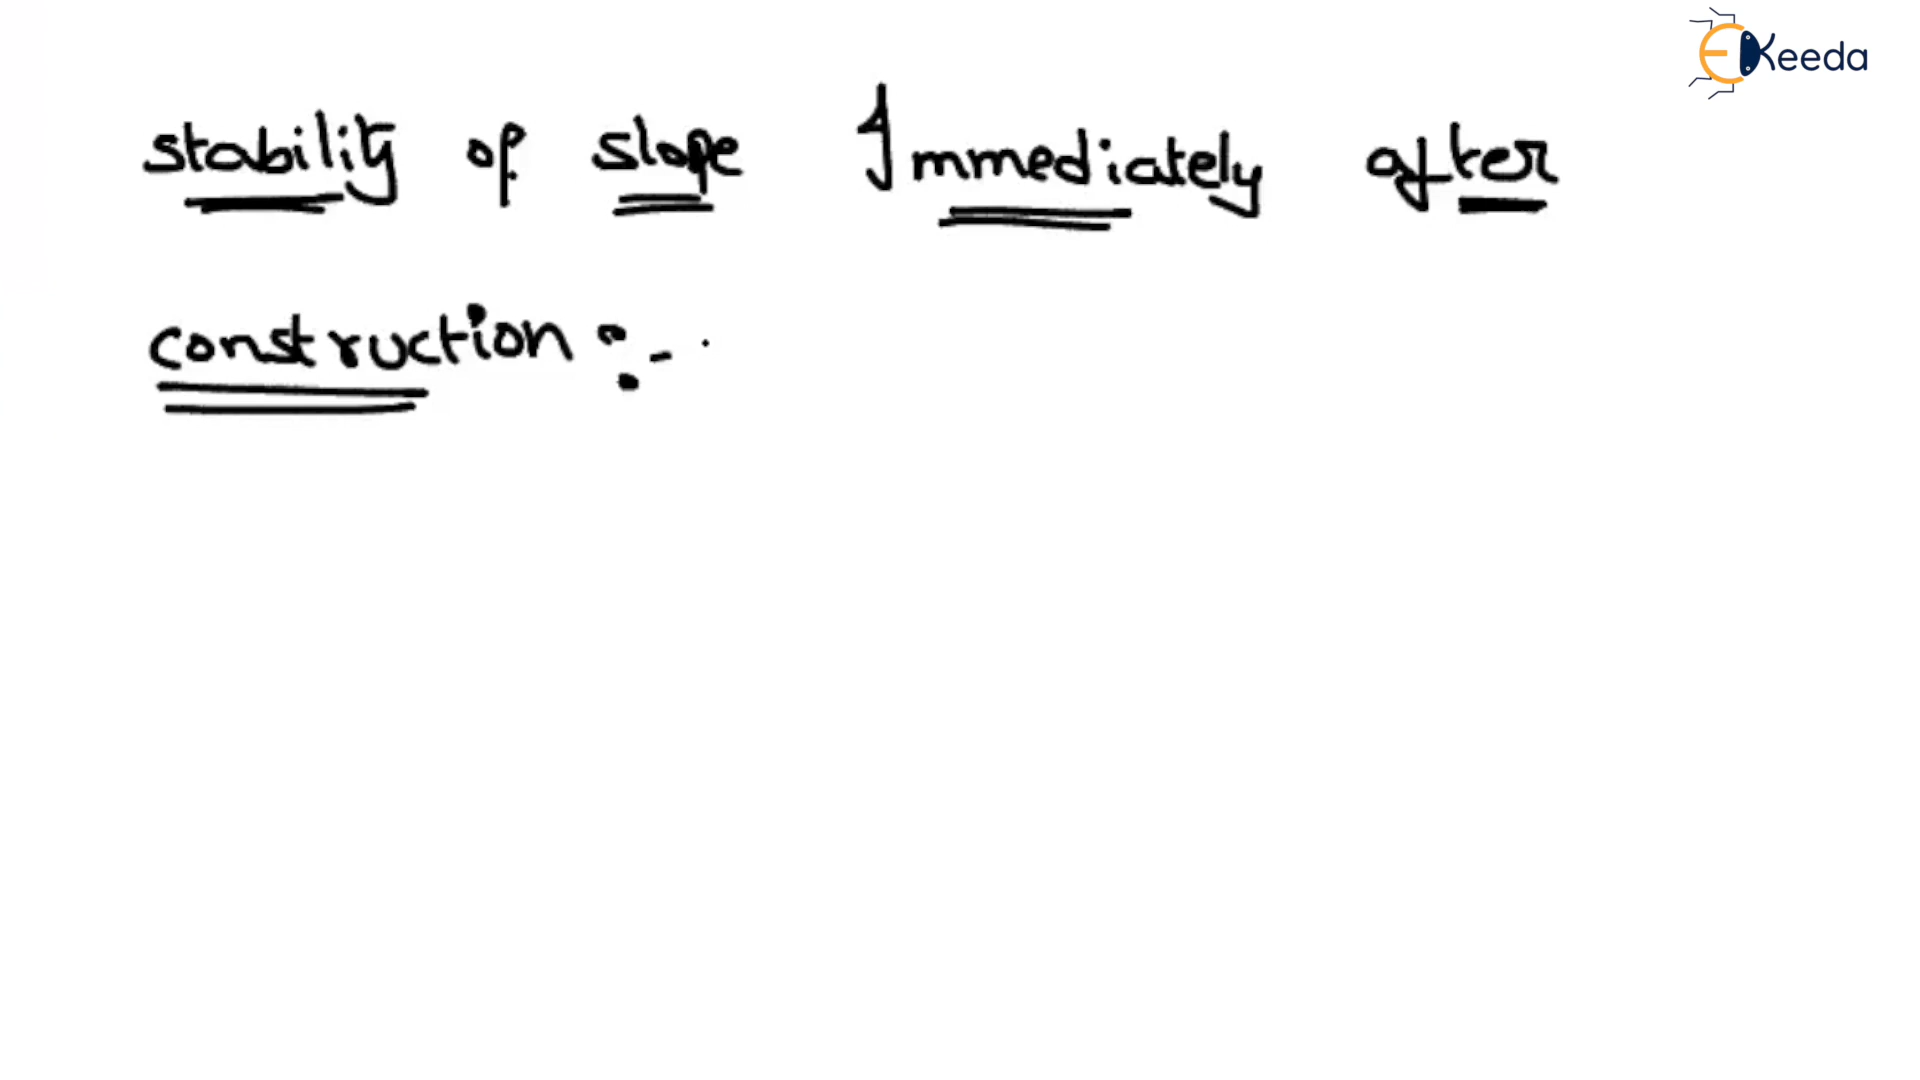 EKeeda
stability of slope Immediately after
construction :-